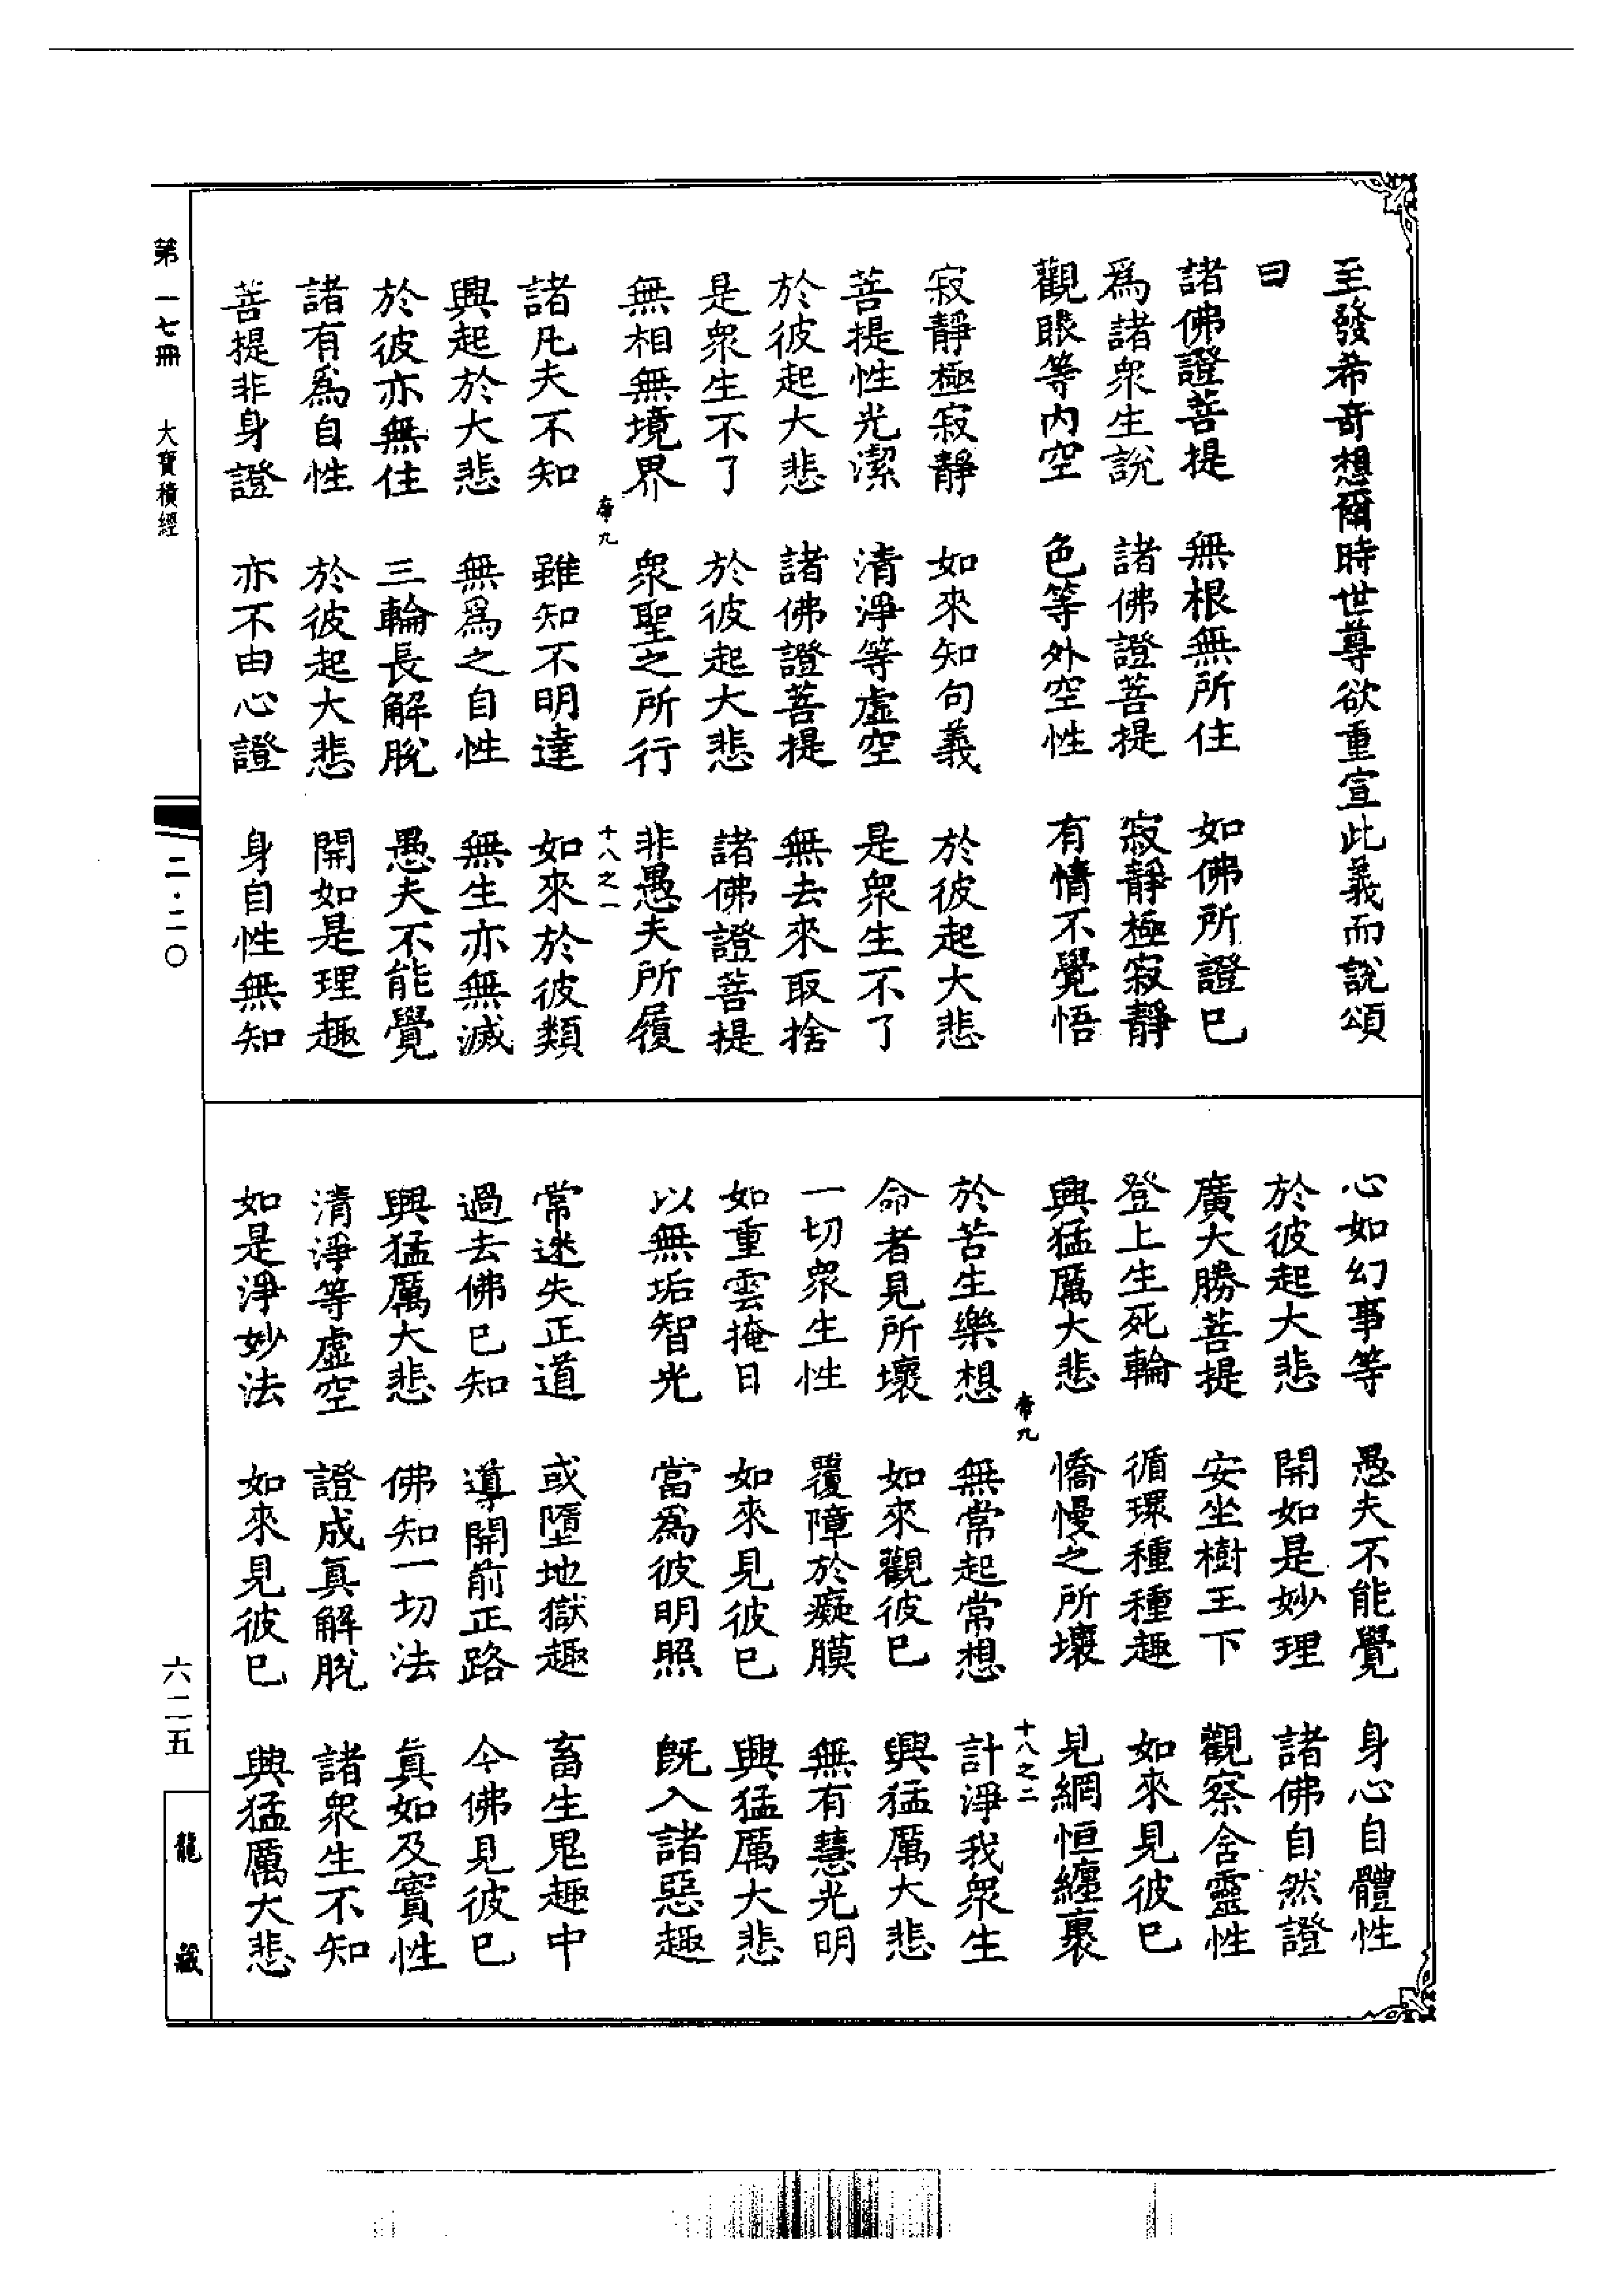 至發希奇想爾時世尊欲重宣此義而說頌
曰
諸佛證菩提　無根無所住　如佛所證已
爲諸衆生說　諸佛證菩提　寂靜極寂靜
觀眼等內空　色等外空性　有情不覺悟
寂靜極寂靜　如來知句義　於彼起大悲
菩提性光潔　清淨等虛空　是衆生不了
於彼起大悲　諸佛證菩提　無去來取捨
是衆生不了　於彼起大悲　諸佛證菩提
無相無境界　衆聖之所行　非愚夫所履
帝九　十八之一
諸凡夫不知　雖知不明達　如來於彼類
興起於大悲　無爲之自性　無生亦無滅
於彼亦無住　三輪長解脫　愚夫不能覺
諸有爲自性　於彼起大悲　開如是理趣
菩提非身證　亦不由心證　身自性無知
心如幻事等　愚夫不能覺　身心自體性
於彼起大悲　開如是妙理　諸佛自然證
廣大勝菩提　安坐樹王下　觀察含靈性
登上生死輪　循環種種趣　如來見彼已
興猛厲大悲　憍慢之所壞　見網恒纏裹
帝九　十八之二
於苦生樂想　無常起常想　計淨我衆生
命者見所壞　如來觀彼已　興猛厲大悲
一切衆生性　覆障於癡膜　無有慧光明
如重雲掩日　如來見彼已　興猛厲大悲
以無垢智光　當爲彼明照　既入諸惡趣
常迷失正道　或墮地獄趣　畜生鬼趣中
過去佛已知　導開前正路　今佛見彼已
興猛厲大悲　佛知一切法　真如及實性
清淨等虛空　證成真解脫　諸衆生不知
如是淨妙法　如來見彼已　興猛厲大悲
第一七冊　大寶積經
二·二〇
六二五
龍藏